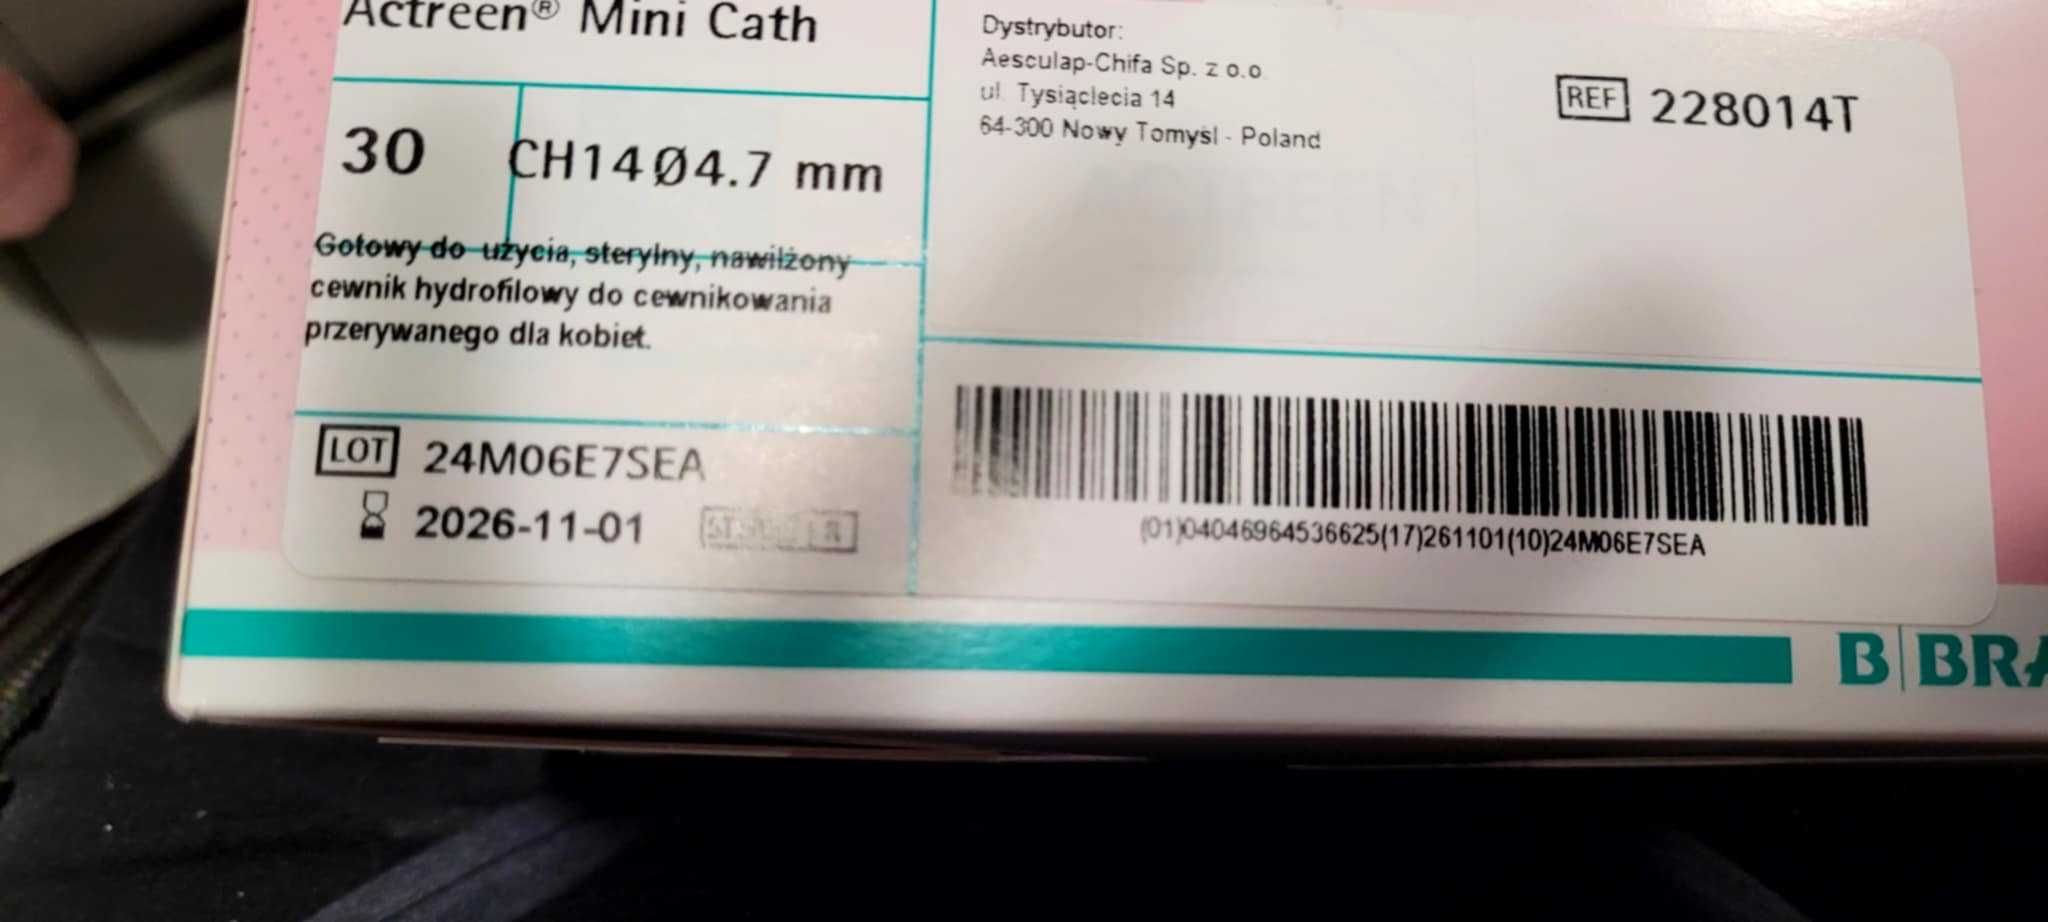 Actreen® Mini Cath
30
CH14Ø4.7 mm
Gotowy do użycia, sterylny, nawilżony
cewnik hydrofilowy do cewnikowania
przerywanego dla kobiet.
LOT 24M06E7SEA
2026-11-01
Dystrybutor:
Aesculap-Chifa Sp. z o.o.
ul. Tysiąclecia 14
64-300 Nowy Tomyśl - Poland
REF 228014T
(01)04046964536625(17)261101(10)24M06E7SEA
B BRA